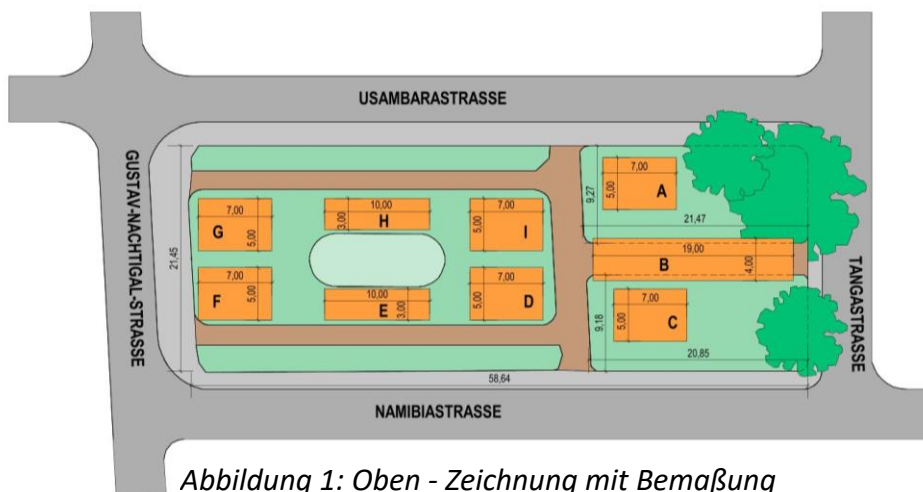 USAMBARASTRASSE
GUSTAV-NACHTIGAL-STRASSE
TANGASTRASSE
NAMIBIASTRASSE
7,00
5,00
A
9,27
21,47
19,00
4,00
B
7,00
5,00
C
9,18
20,85
21,45
58,64
7,00
G
5,00
10,00
3,00
H
7,00
5,00
I
7,00
F
5,00
10,00
E
3,00
7,00
5,00
D
Abbildung 1: Oben - Zeichnung mit Bemaßung